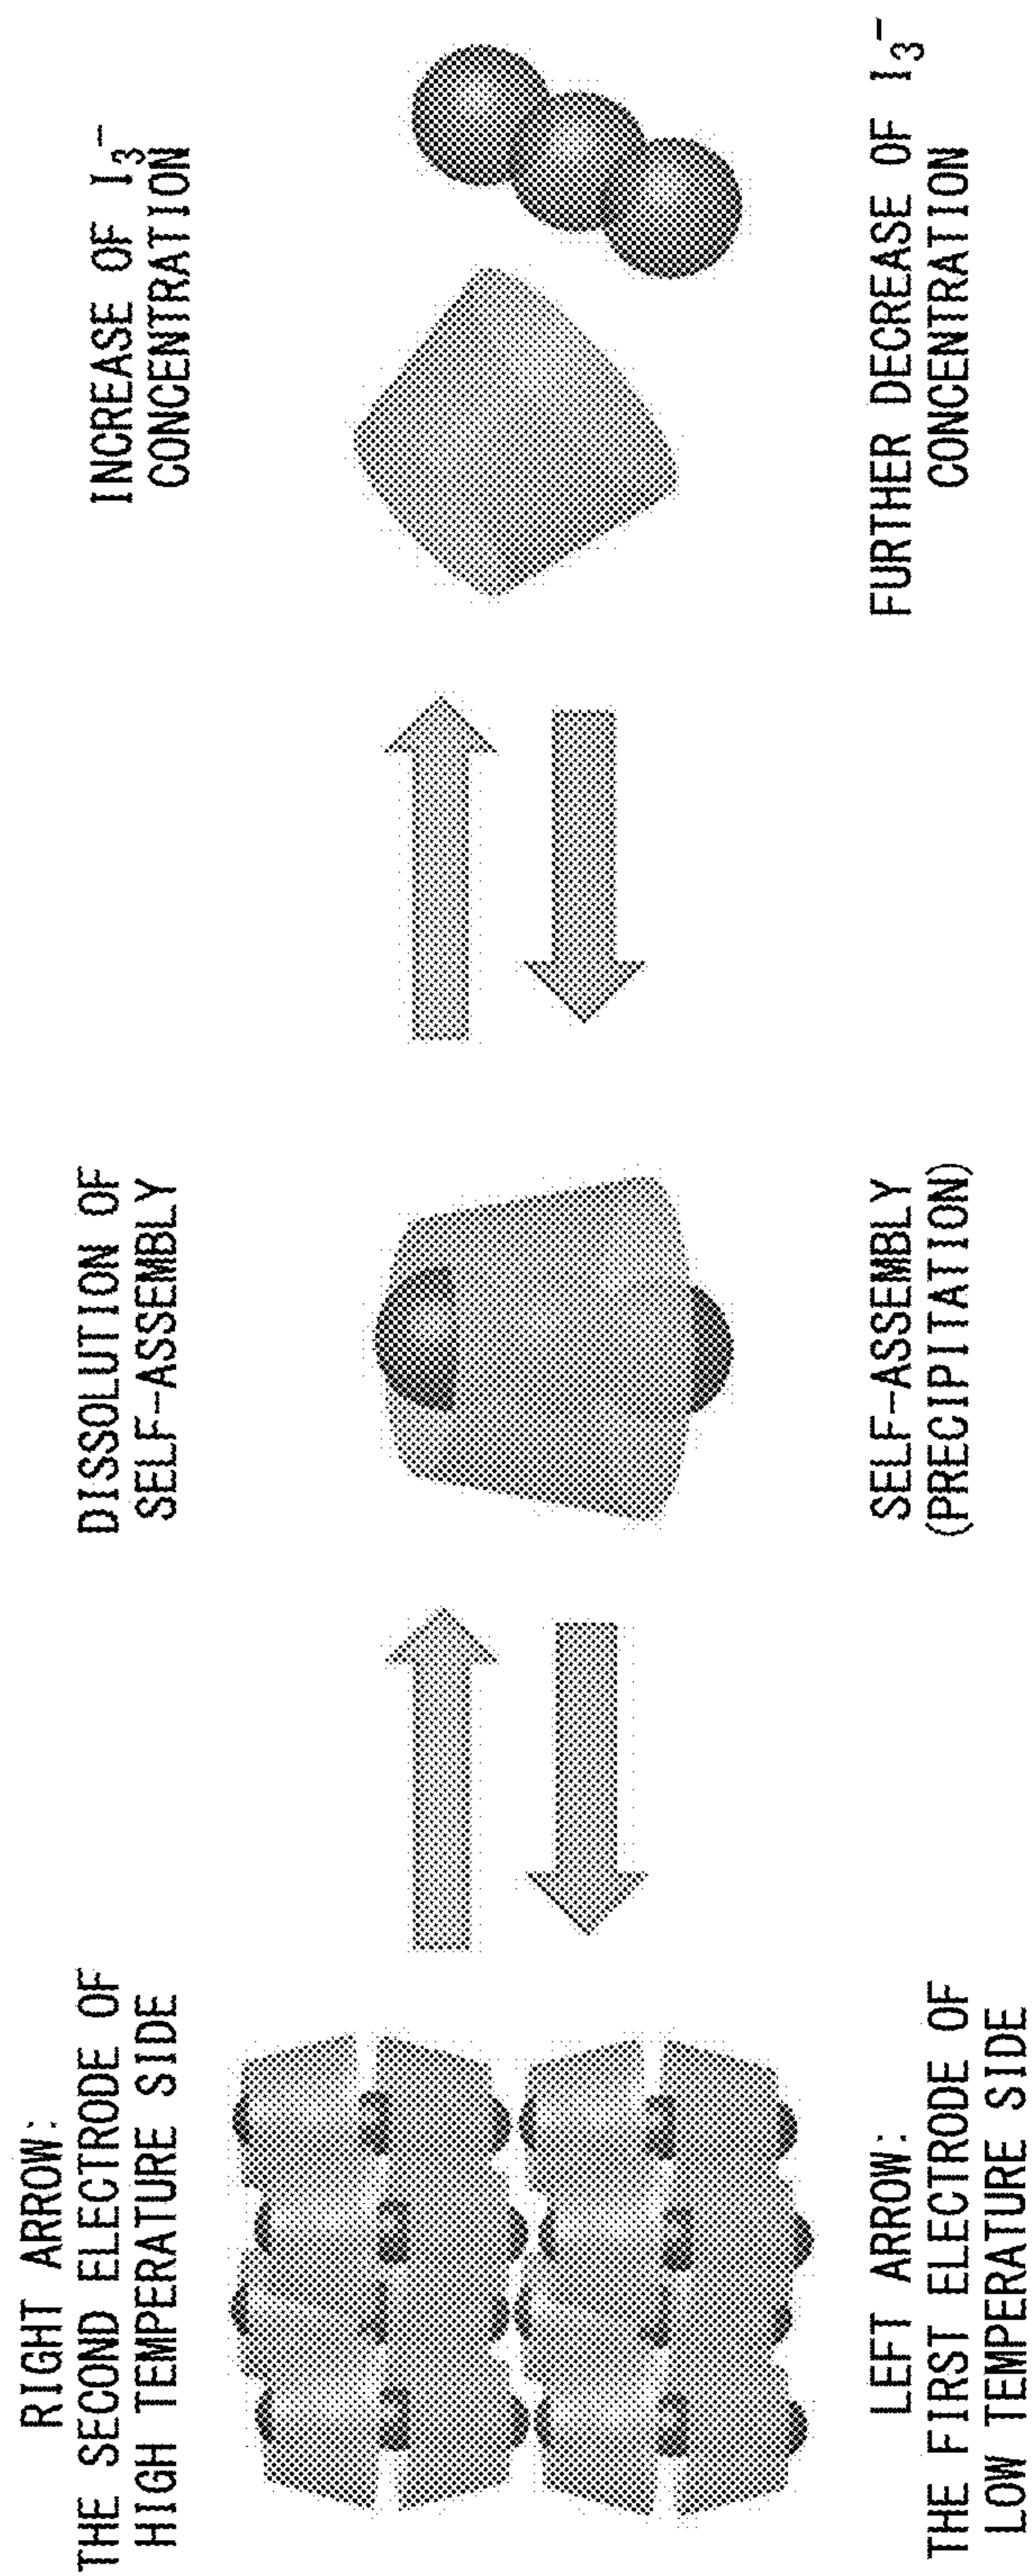 RIGHT ARROW:
THE SECOND ELECTRODE OF
HIGH TEMPERATURE SIDE
DISSOLUTION OF
SELF-ASSEMBLY
INCREASE OF I₃⁻
CONCENTRATION
LEFT ARROW:
THE FIRST ELECTRODE OF
LOW TEMPERATURE SIDE
SELF-ASSEMBLY
(PRECIPITATION)
FURTHER DECREASE OF I₃⁻
CONCENTRATION